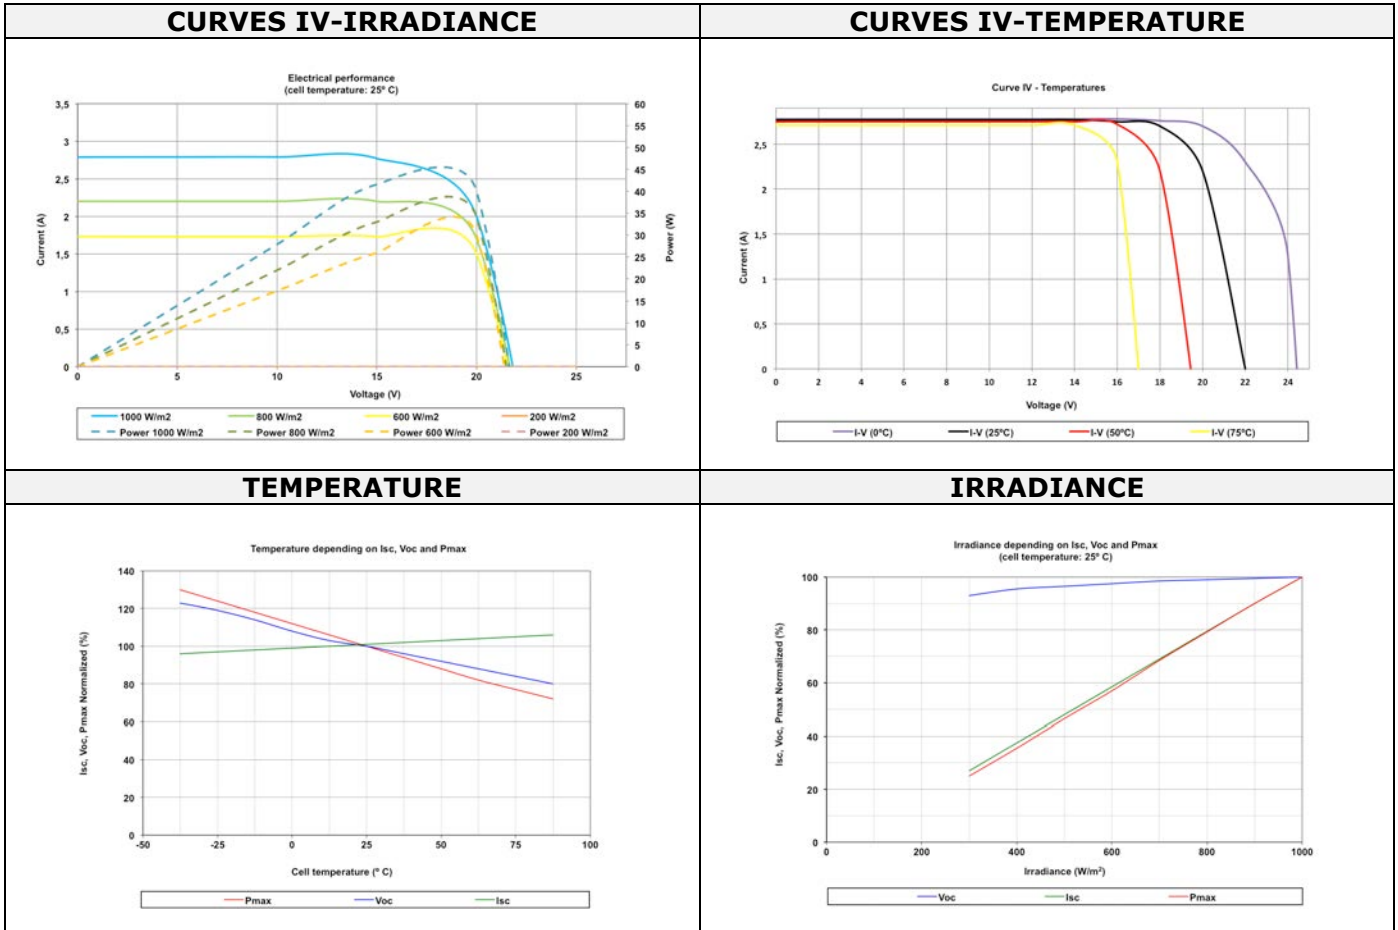 CURVES IV-IRRADIANCE
Electrical performance
(cell temperature: 25º C)
3,5
3
2,5
2
1,5
1
0,5
0
Current (A)
60
55
50
45
40
35
30
25
20
15
10
5
0
Power (W)
0 5 10 15 20 25
Voltage (V)
1000 W/m2 800 W/m2 600 W/m2 200 W/m2
Power 1000 W/m2 Power 800 W/m2 Power 600 W/m2 Power 200 W/m2
CURVES IV-TEMPERATURE
Curve IV - Temperatures
2,5
2
1,5
1
0,5
0
Current (A)
0 2 4 6 8 10 12 14 16 18 20 22 24
Voltage (V)
I-V (0ºC) I-V (25ºC) I-V (50ºC) I-V (75ºC)
TEMPERATURE
Temperature depending on Isc, Voc and Pmax
140
120
100
80
60
40
20
0
Isc, Voc, Pmax Normalized (%)
-50 -25 0 25 50 75 100
Cell temperature (º C)
Pmax Voc Isc
IRRADIANCE
Irradiance depending on Isc, Voc and Pmax
(cell temperature: 25º C)
100
80
60
40
20
0
Isc, Voc, Pmax Normalized (%)
0 200 400 600 800 1000
Irradiance (W/m²)
Voc Isc Pmax